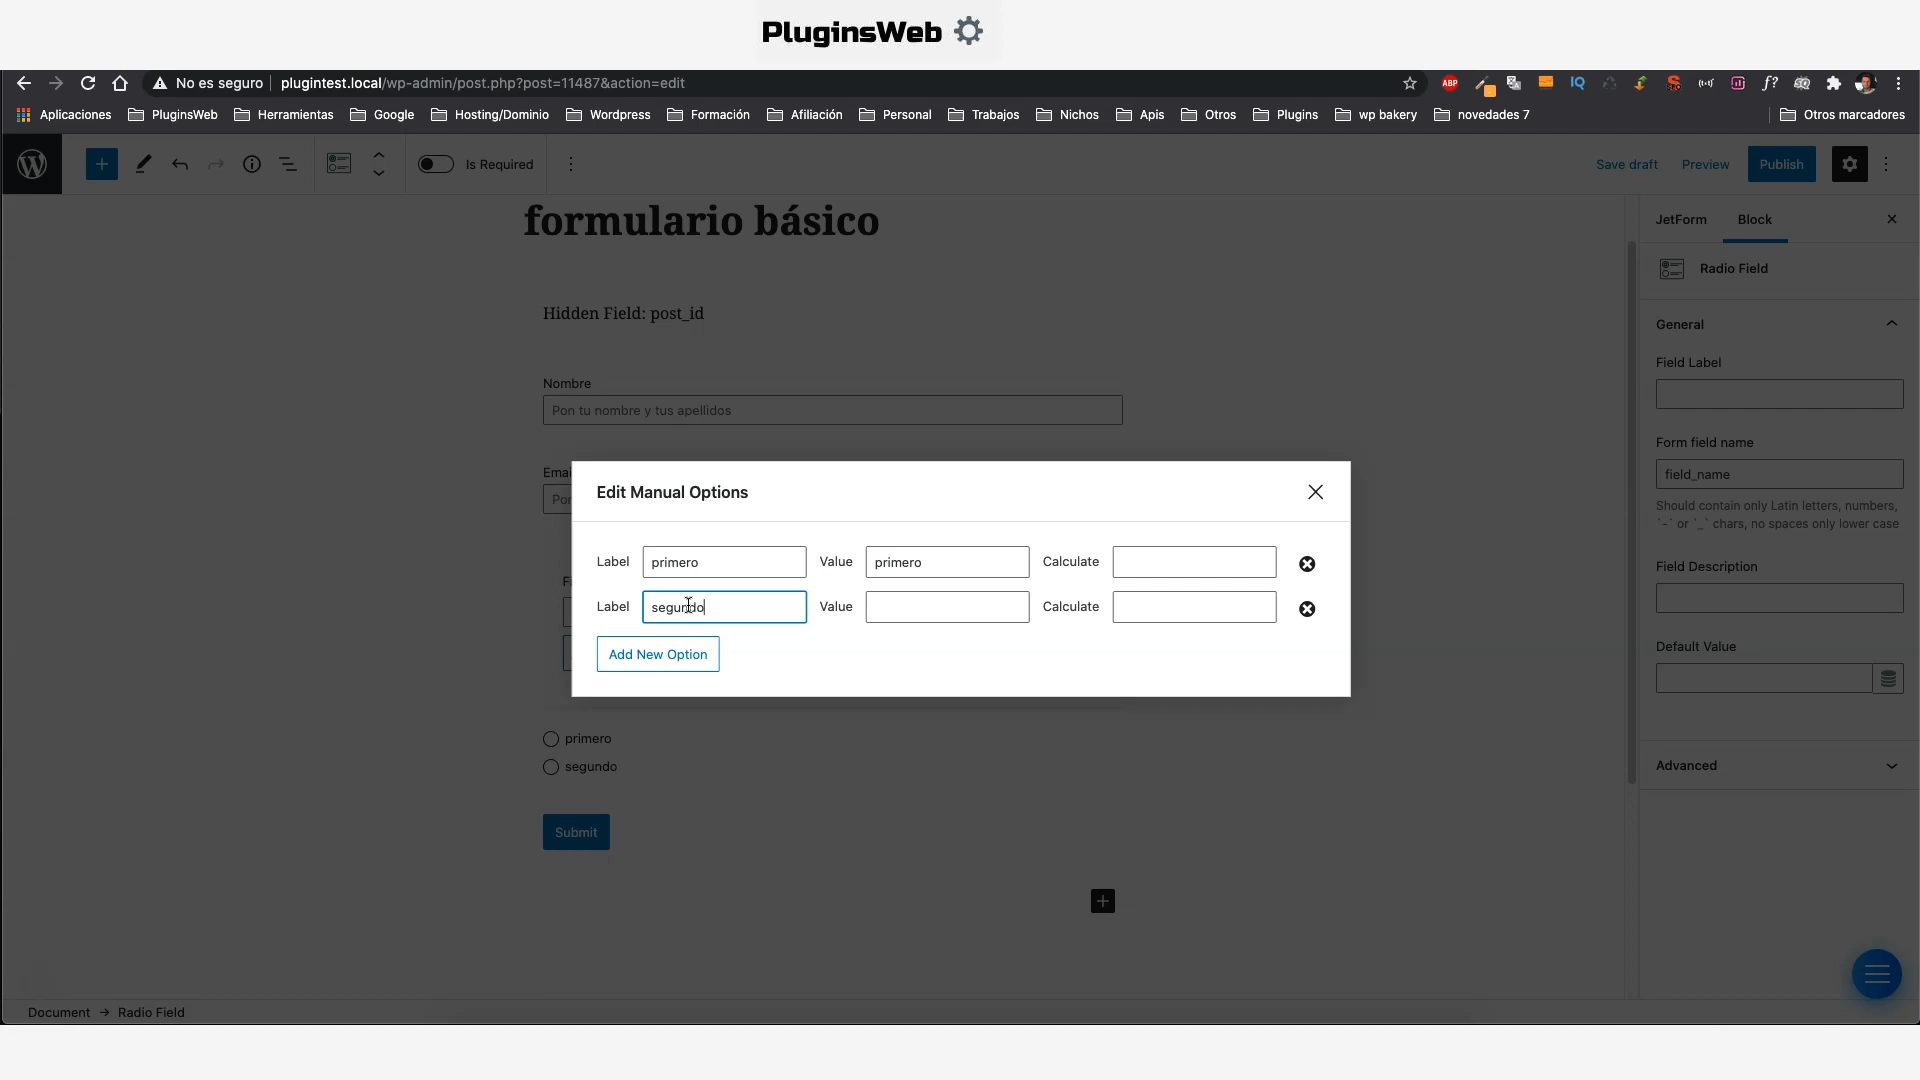 PluginsWeb
No es seguro plugintest.local/wp-admin/post.php?post=11487&action=edit
ABP IQ f?
Aplicaciones PluginsWeb Herramientas Google Hosting/Dominio Wordpress Formación Afiliación Personal Trabajos Nichos Apis Otros Plugins wp bakery novedades 7 Otros marcadores
Is Required Save draft Preview Publish
formulario básico
JetForm Block
Radio Field
Hidden Field: post_id
General
Field Label
Nombre
Pon tu nombre y tus apellidos
Form field name
field_name
Should contain only Latin letters, numbers,
`-` or `_` chars, no spaces only lower case
Field Description
Default Value
Advanced
Emai
Po
Edit Manual Options
Label primero Value primero Calculate
Label segundo Value Calculate
Add New Option
primero
segundo
Submit
Document → Radio Field